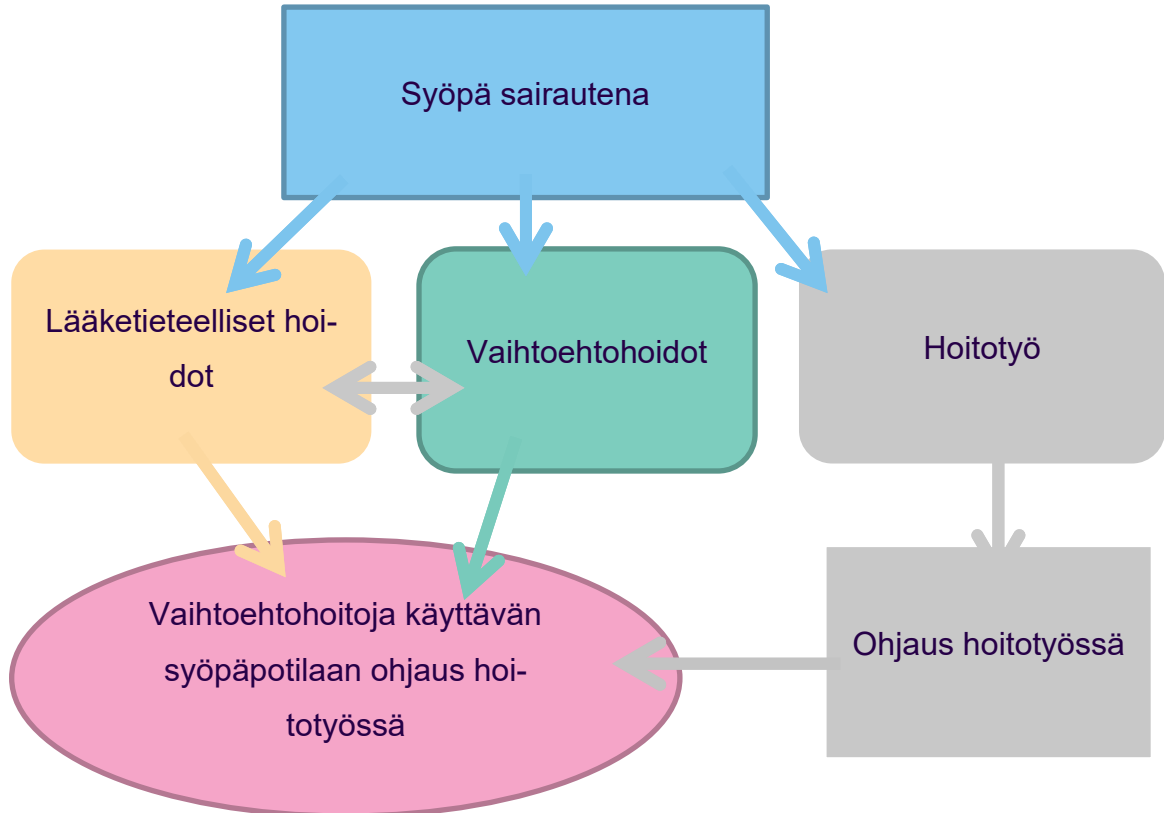 Syöpä sairautena
Lääketieteelliset hoi-
dot
Vaihtoehtohoidot
Hoitotyö
Vaihtoehtohoitoja käyttävän
syöpäpotilaan ohjaus hoi-
totyössä
Ohjaus hoitotyössä